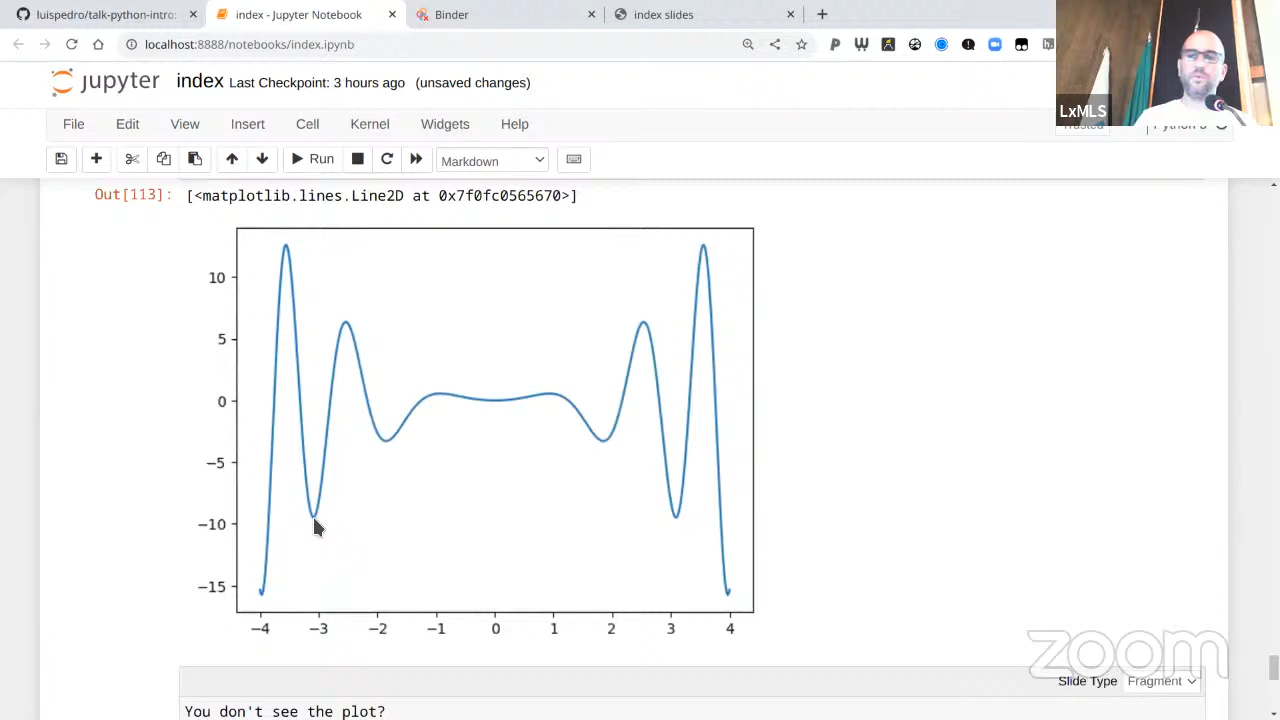 luispedro/talk-python-intro:
index - Jupyter Notebook
Binder
index slides
localhost:8888/notebooks/index.ipynb
jupyter index Last Checkpoint: 3 hours ago (unsaved changes)
LxMLS
File Edit View Insert Cell Kernel Widgets Help
Trusted
Run
Markdown
Out[113]: [<matplotlib.lines.Line2D at 0x7f0fc0565670>]
10
5
0
−5
−10
−15
−4 −3 −2 −1 0 1 2 3 4
zoom
Slide Type Fragment
You don't see the plot?